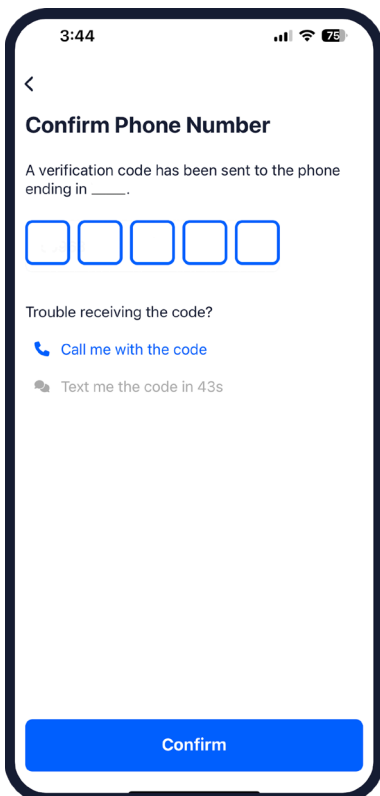 3:44
75
Confirm Phone Number
A verification code has been sent to the phone
ending in _____.
Trouble receiving the code?
Call me with the code
Text me the code in 43s
Confirm